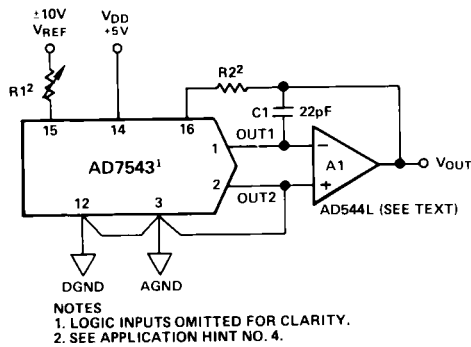 ±10V
VREF
VDD
+5V
R1²
R2²
C1
22pF
15
14
16
OUT1
1
AD7543¹
A1
−
+
VOUT
2
OUT2
AD544L (SEE TEXT)
12
3
DGND
AGND
NOTES
1. LOGIC INPUTS OMITTED FOR CLARITY.
2. SEE APPLICATION HINT NO. 4.